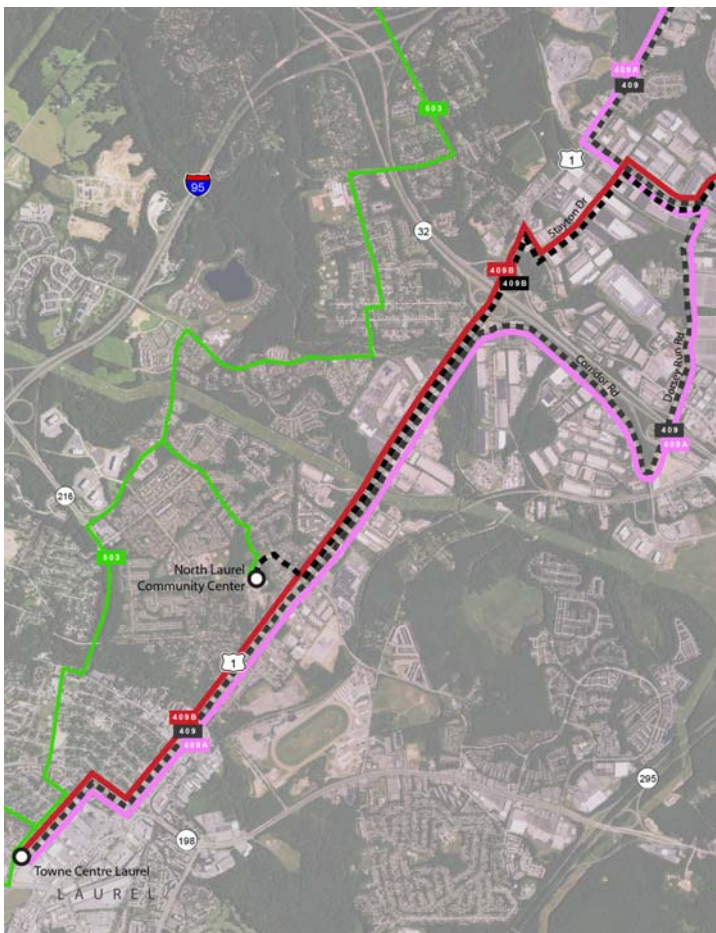 409A
409
503
1
95
Stayton Dr
32
409B
409B
Corridor Rd
Dorsey Run Rd
409
409A
216
503
North Laurel
Community Center
1
409B
409
409A
295
198
Towne Centre Laurel
LAUREL